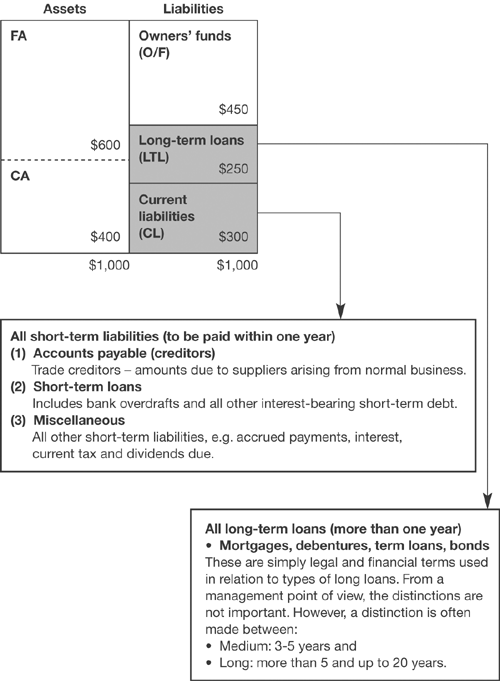 Assets
Liabilities
FA
$600
CA
$400
$1,000
Owners' funds
(O/F)
$450
Long-term loans
(LTL)
$250
Current
liabilities
(CL)
$300
$1,000
All short-term liabilities (to be paid within one year)
(1) Accounts payable (creditors)
Trade creditors – amounts due to suppliers arising from normal business.
(2) Short-term loans
Includes bank overdrafts and all other interest-bearing short-term debt.
(3) Miscellaneous
All other short-term liabilities, e.g. accrued payments, interest,
current tax and dividends due.
All long-term loans (more than one year)
• Mortgages, debentures, term loans, bonds
These are simply legal and financial terms used
in relation to types of long loans. From a
management point of view, the distinctions are
not important. However, a distinction is often
made between:
• Medium: 3-5 years and
• Long: more than 5 and up to 20 years.